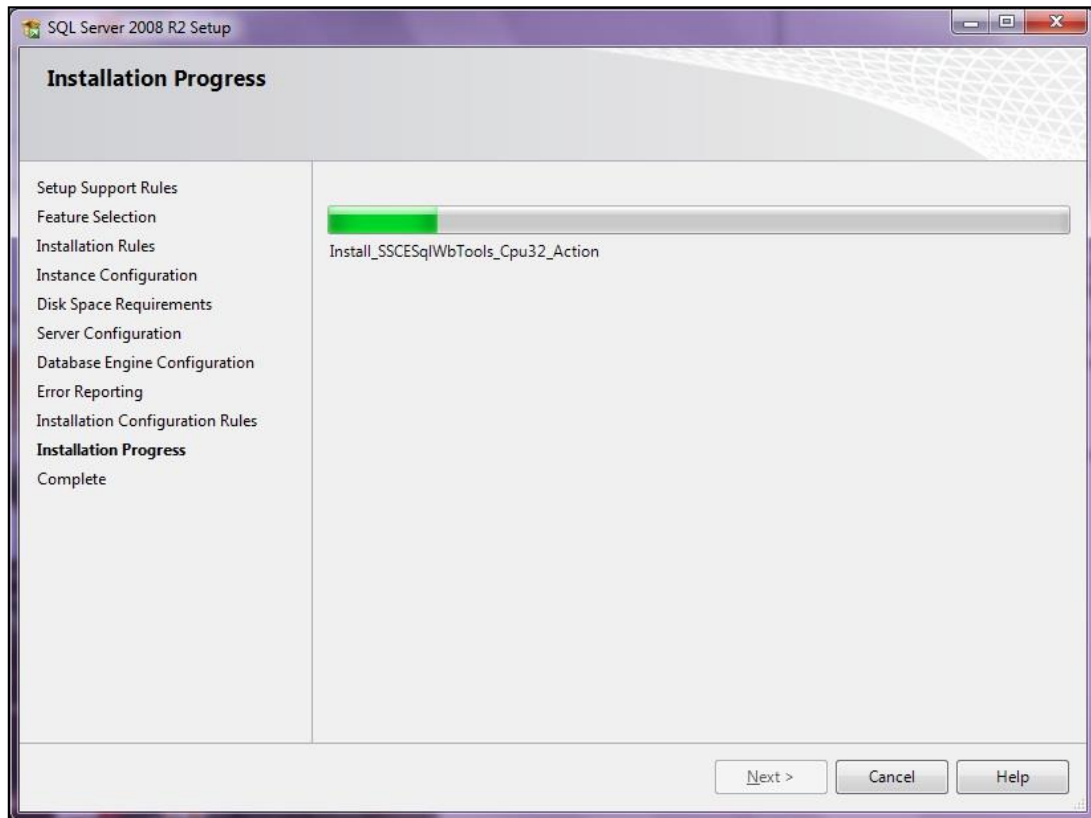 SQL Server 2008 R2 Setup
Installation Progress
Setup Support Rules
Feature Selection
Installation Rules
Instance Configuration
Disk Space Requirements
Server Configuration
Database Engine Configuration
Error Reporting
Installation Configuration Rules
Installation Progress
Complete
Install_SSCESqlWbTools_Cpu32_Action
Next >
Cancel
Help